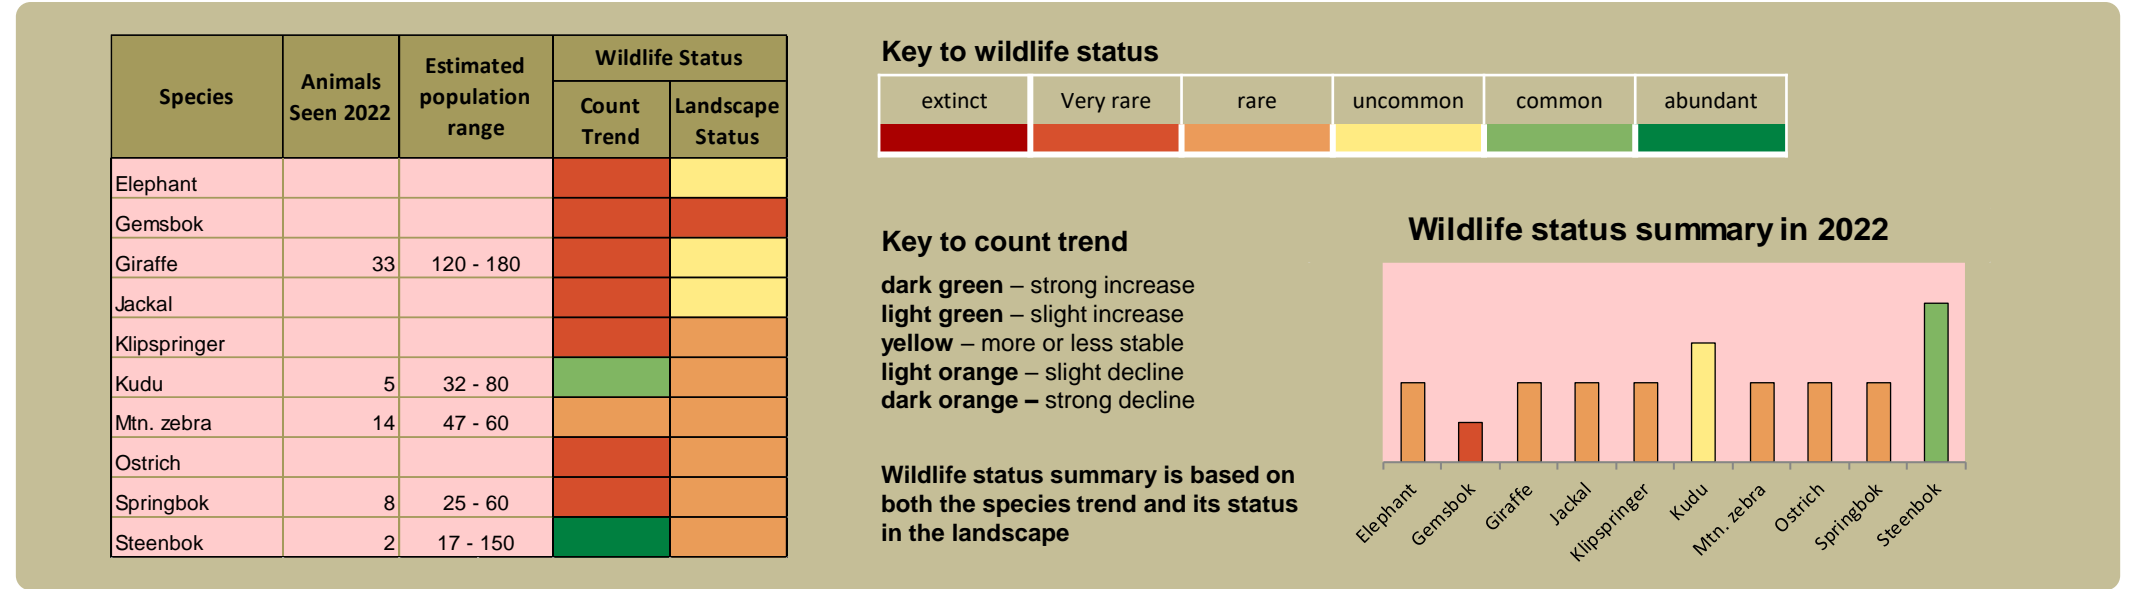 Species
Animals
Seen 2022
Estimated
population
range
Wildlife Status
Count
Trend
Landscape
Status
Elephant
Gemsbok
Giraffe 33 120 - 180
Jackal
Klipspringer
Kudu 5 32 - 80
Mtn. zebra 14 47 - 60
Ostrich
Springbok 8 25 - 60
Steenbok 2 17 - 150
Key to wildlife status
extinct Very rare rare uncommon common abundant
Key to count trend
dark green – strong increase
light green – slight increase
yellow – more or less stable
light orange – slight decline
dark orange – strong decline
Wildlife status summary is based on
both the species trend and its status
in the landscape
Wildlife status summary in 2022
Elephant
Gemsbok
Giraffe
Jackal
Klipspringer
Kudu
Mtn. zebra
Ostrich
Springbok
Steenbok